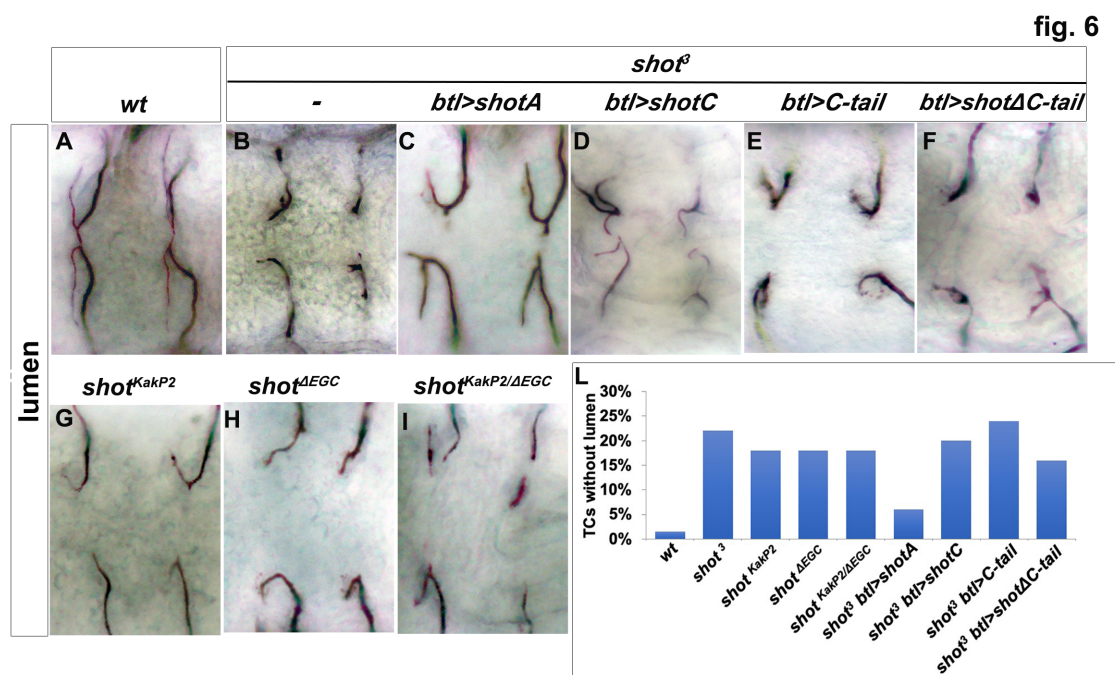 fig. 6
shot³
wt
-
btl>shotA
btl>shotC
btl>C-tail
btl>shotΔC-tail
lumen
A
B
C
D
E
F
shotKakP2
shotΔEGC
shotKakP2/ΔEGC
G
H
I
L
TCs without lumen
30%
25%
20%
15%
10%
5%
0%
wt
shot ³
shot KakP2
shot ΔEGC
shot KakP2/ΔEGC
shot³ btl>shotA
shot³ btl>shotC
shot³ btl>C-tail
shot³ btl>shotΔC-tail